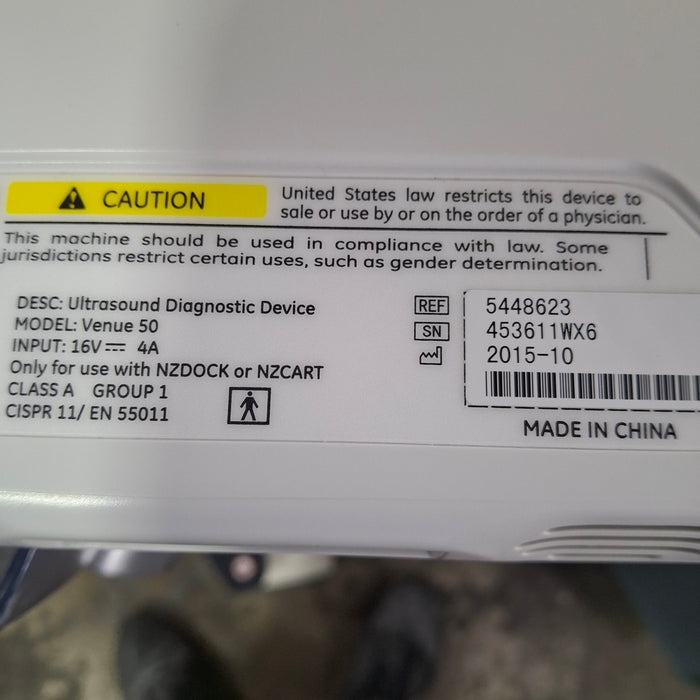 CAUTION
United States law restricts this device to
sale or use by or on the order of a physician.
This machine should be used in compliance with law. Some
jurisdictions restrict certain uses, such as gender determination.
DESC: Ultrasound Diagnostic Device
MODEL: Venue 50
INPUT: 16V⎓ 4A
Only for use with NZDOCK or NZCART
CLASS A GROUP 1
CISPR 11/ EN 55011
REF 5448623
SN 453611WX6
2015-10
MADE IN CHINA